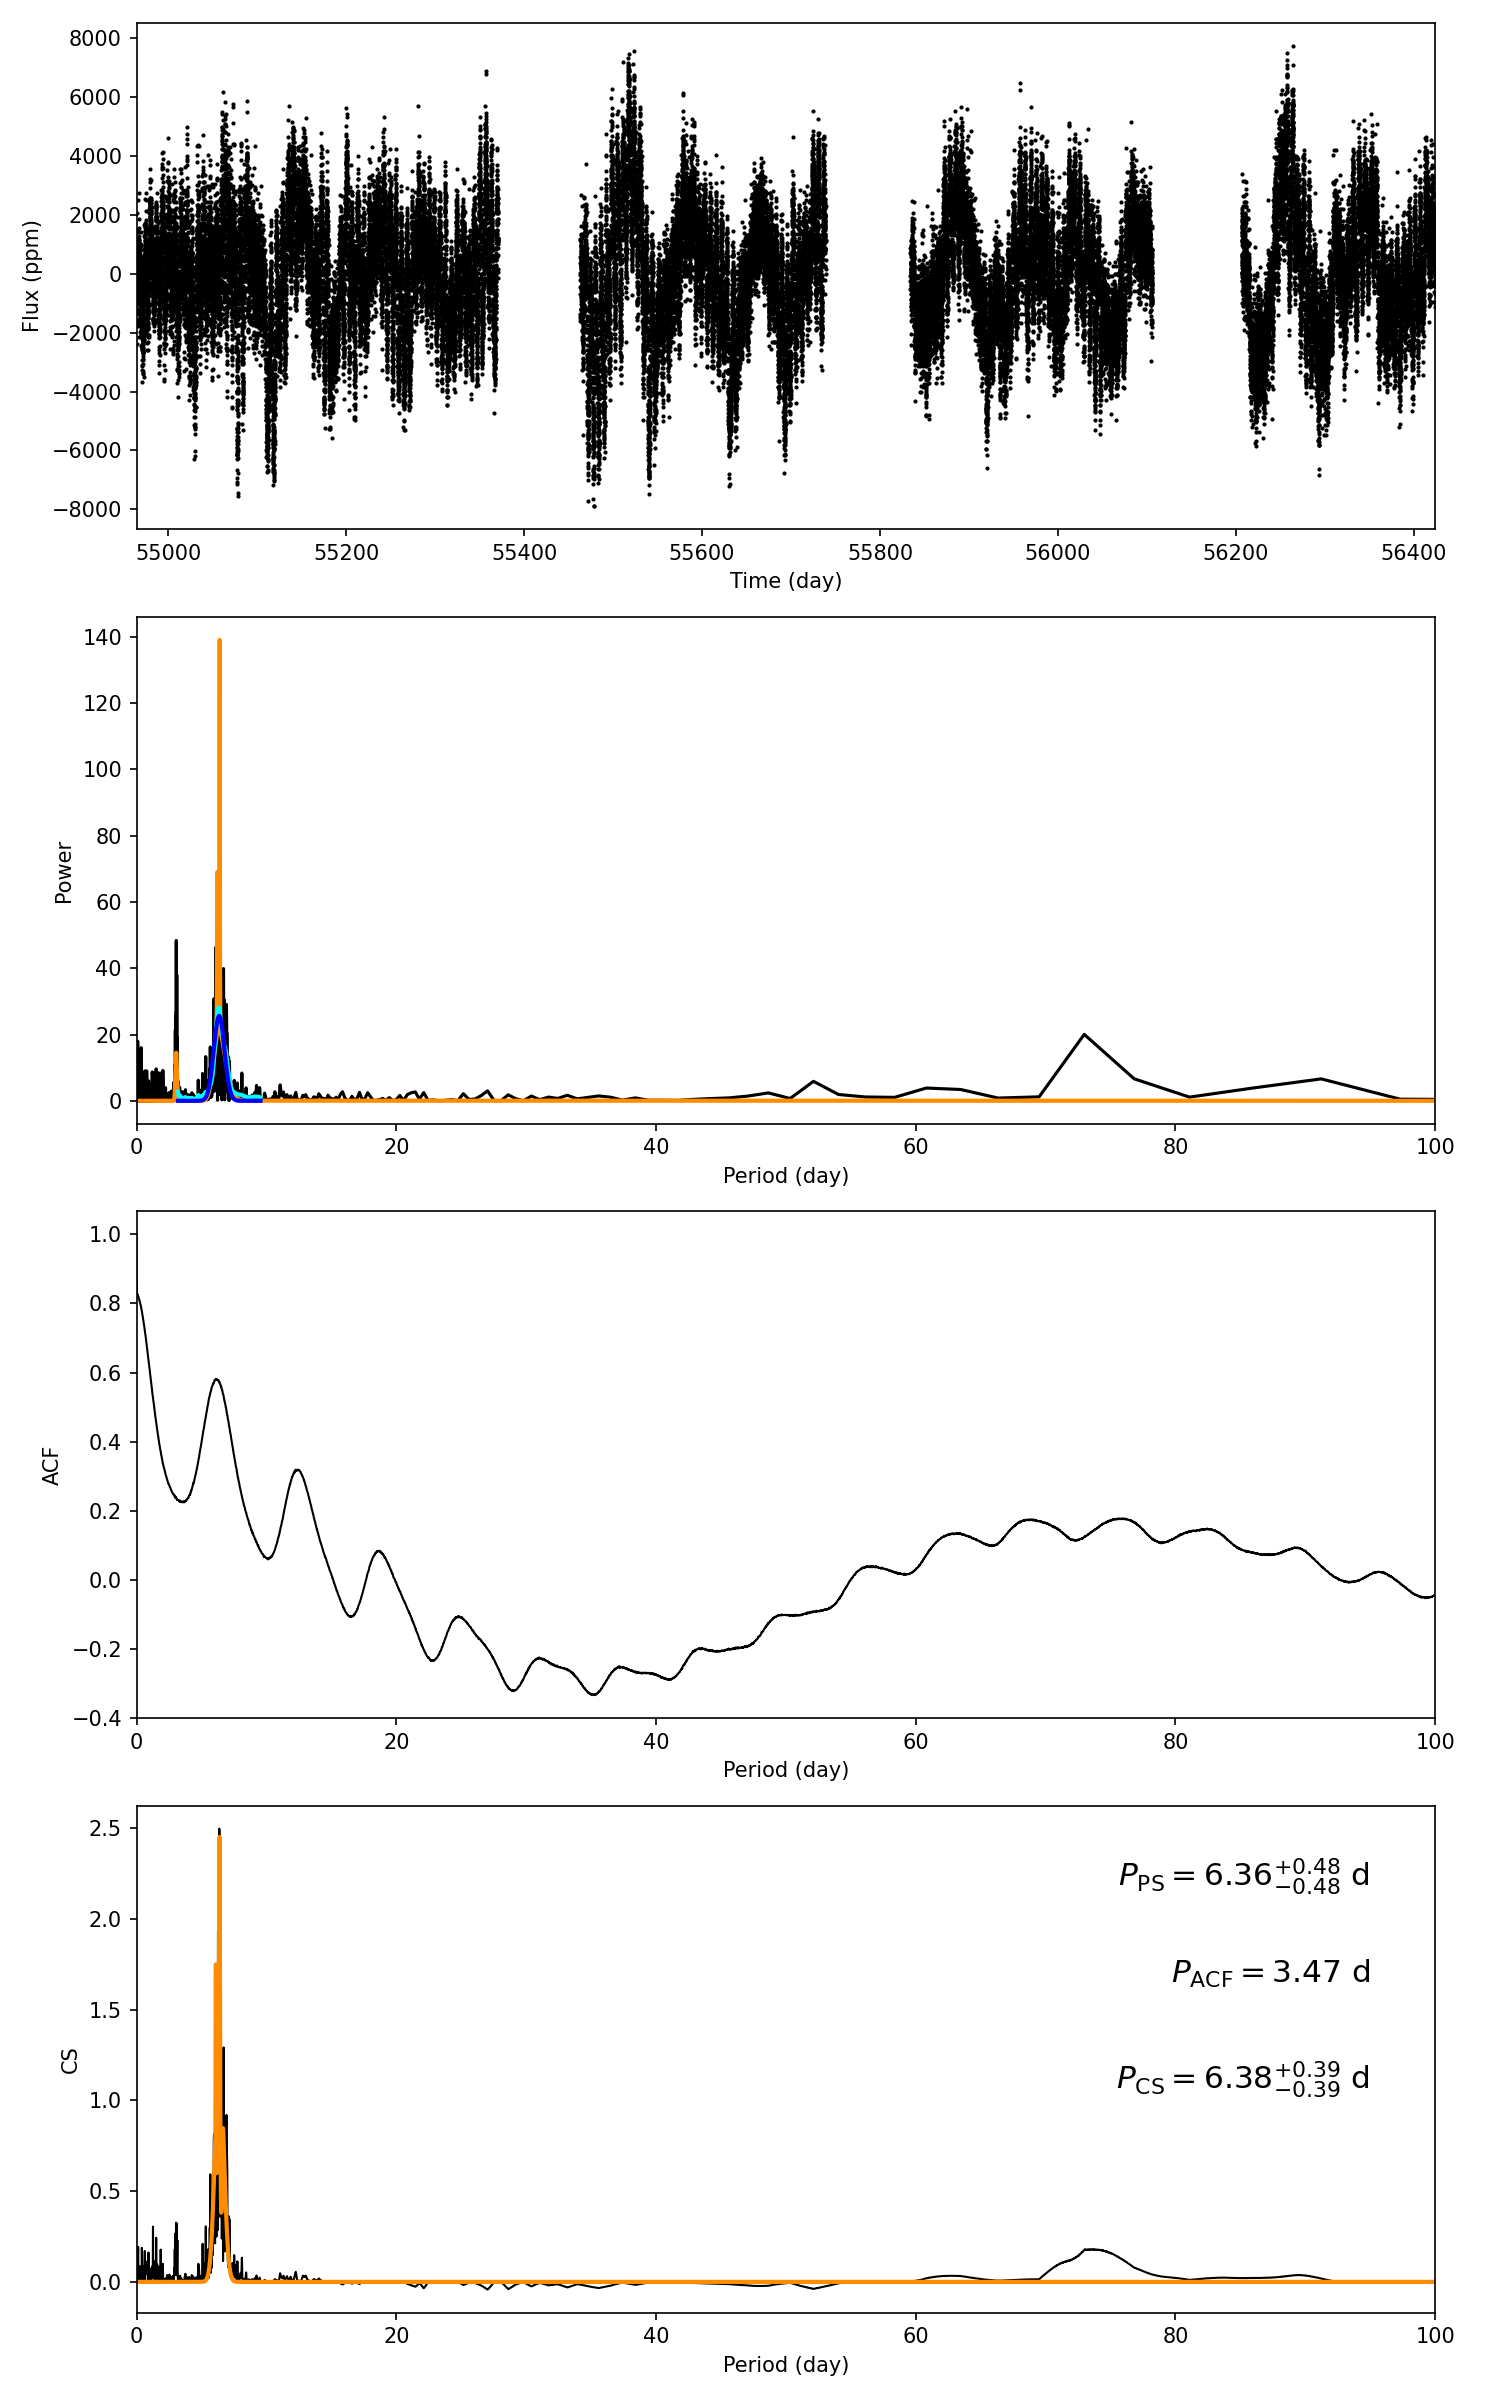 8000
6000
4000
2000
0
−2000
−4000
−6000
−8000
Flux (ppm)
55000 55200 55400 55600 55800 56000 56200 56400
Time (day)
140
120
100
80
60
40
20
0
Power
0 20 40 60 80 100
Period (day)
1.0
0.8
0.6
0.4
0.2
0.0
−0.2
−0.4
ACF
0 20 40 60 80 100
Period (day)
2.5
2.0
1.5
1.0
0.5
0.0
CS
P_PS = 6.36^{+0.48}_{−0.48} d
P_ACF = 3.47 d
P_CS = 6.38^{+0.39}_{−0.39} d
0 20 40 60 80 100
Period (day)